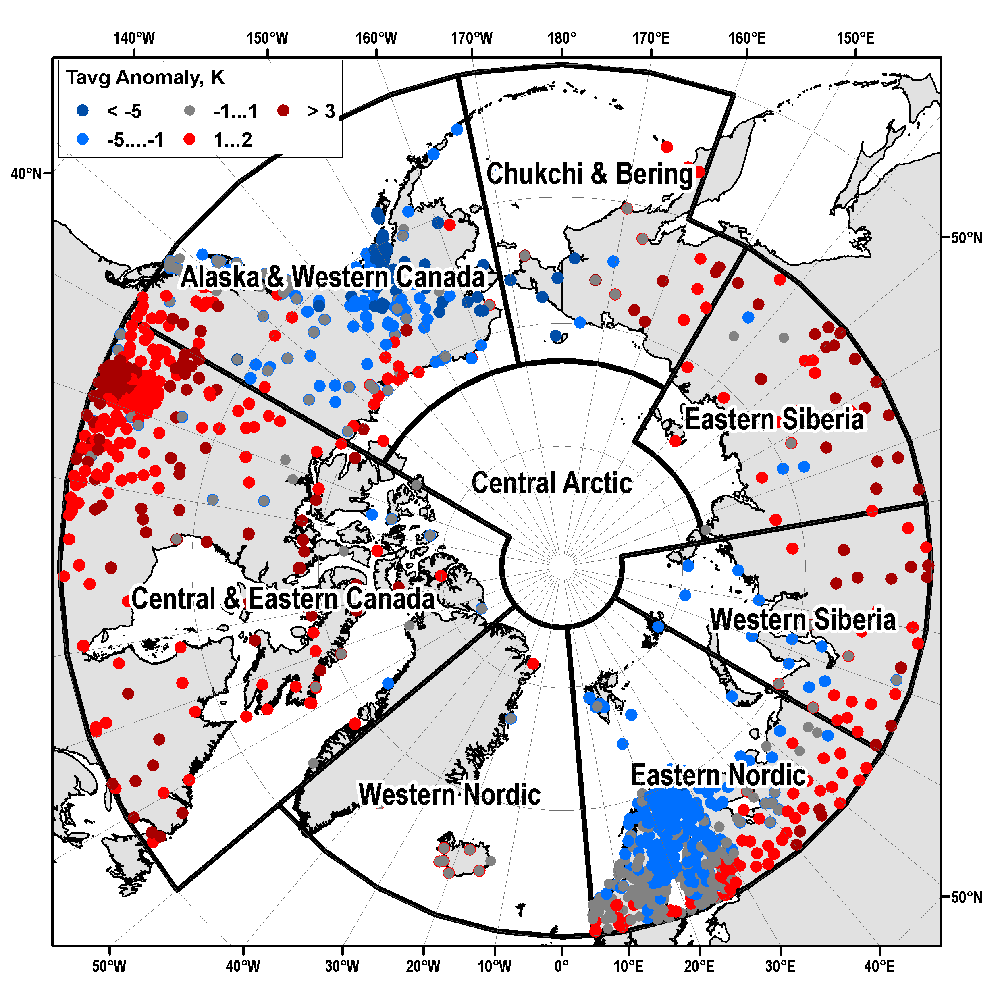 140°W 150°W 160°W 170°W 180° 170°E 160°E 150°E
Tavg Anomaly, K
< -5 -1...1 > 3
-5....-1 1...2
40°N
Chukchi & Bering
50°N
Alaska & Western Canada
Eastern Siberia
Central Arctic
Central & Eastern Canada
Western Siberia
Eastern Nordic
Western Nordic
50°N
50°W 40°W 30°W 20°W 10°W 0° 10°E 20°E 30°E 40°E